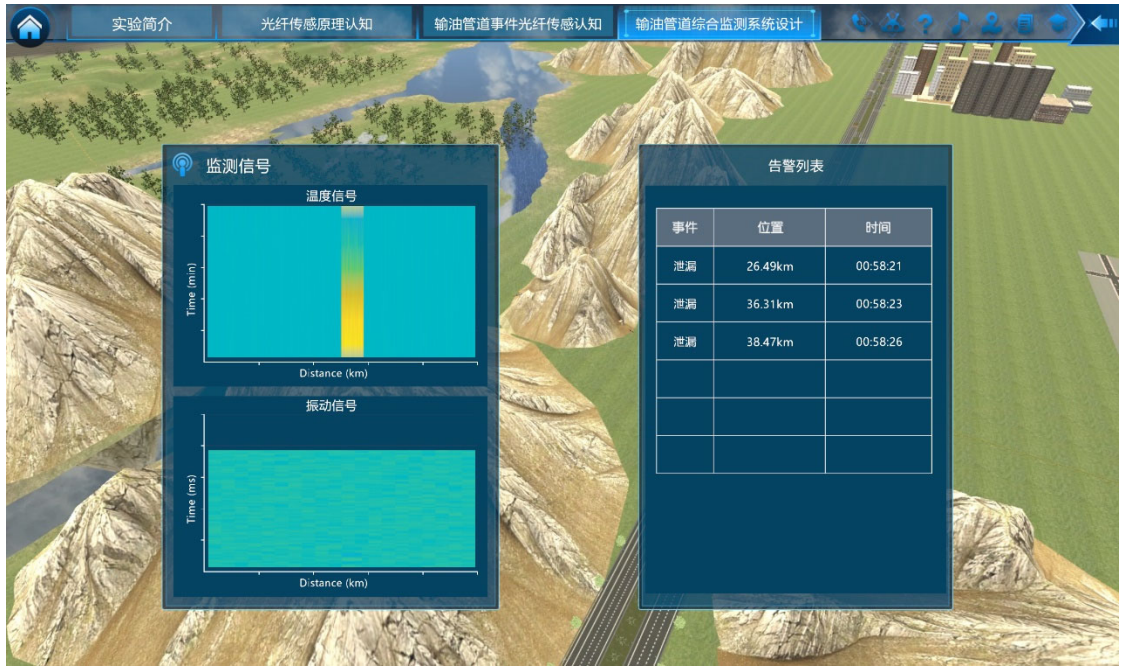 实验简介
光纤传感原理认知
输油管道事件光纤传感认知
输油管道综合监测系统设计
监测信号
温度信号
Time (min)
Distance (km)
振动信号
Time (ms)
Distance (km)
告警列表
事件 位置 时间
泄漏 26.49km 00:58:21
泄漏 36.31km 00:58:23
泄漏 38.47km 00:58:26